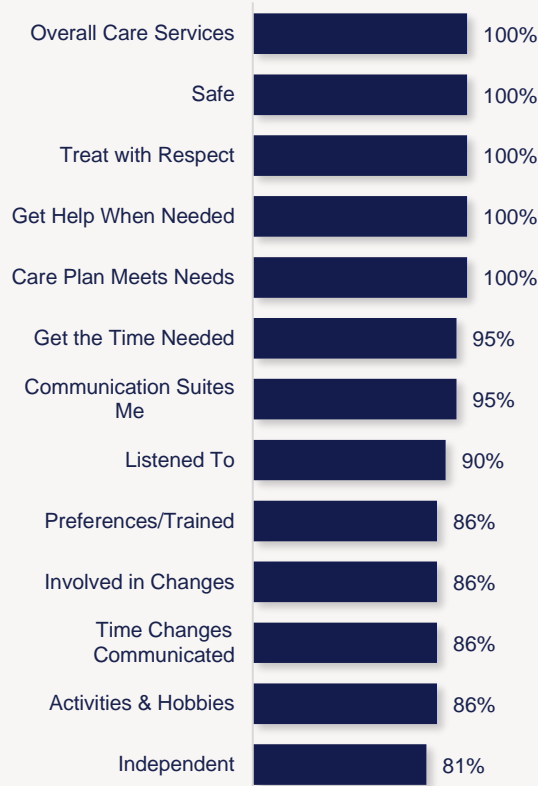 Overall Care Services 100%
Safe 100%
Treat with Respect 100%
Get Help When Needed 100%
Care Plan Meets Needs 100%
Get the Time Needed 95%
Communication Suites
Me 95%
Listened To 90%
Preferences/Trained 86%
Involved in Changes 86%
Time Changes
Communicated 86%
Activities & Hobbies 86%
Independent 81%